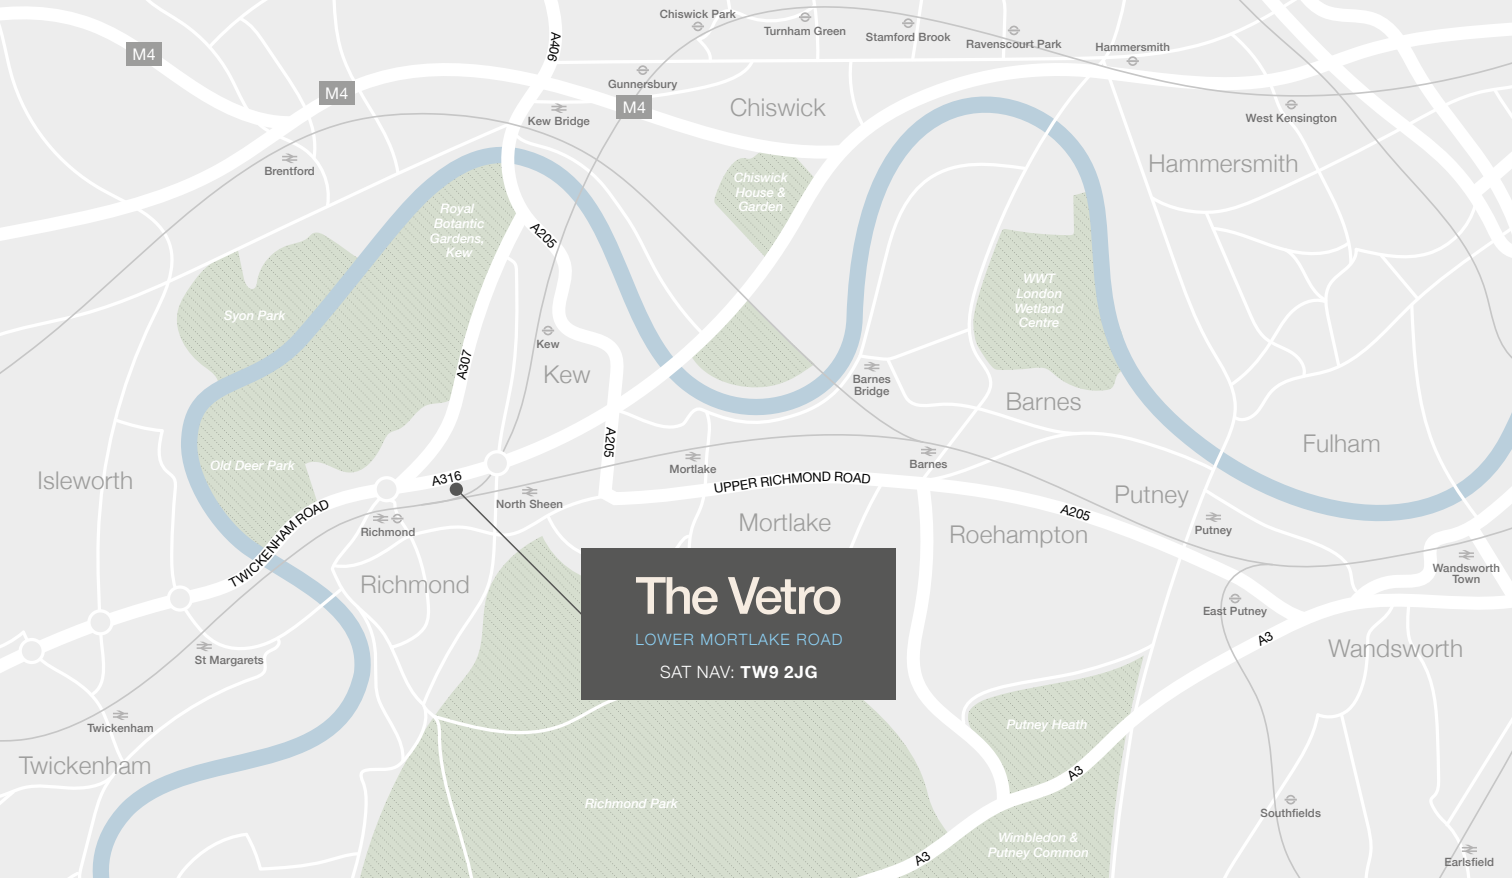 Chiswick Park
Turnham Green
Stamford Brook
Ravenscourt Park
Hammersmith
A406
M4
M4
Gunnersbury
M4
Kew Bridge
Chiswick
West Kensington
Brentford
Hammersmith
Chiswick
House &
Garden
Royal
Botantic
Gardens,
Kew
A205
WWT
London
Wetland
Centre
Syon Park
Kew
A307
Kew
Barnes
Bridge
Barnes
A205
Fulham
Old Deer Park
Isleworth
A316
Mortlake
Barnes
UPPER RICHMOND ROAD
North Sheen
Putney
A205
TWICKENHAM ROAD
Richmond
Mortlake
Roehampton
Putney
Richmond
Wandsworth
Town
The Vetro
LOWER MORTLAKE ROAD
SAT NAV: TW9 2JG
East Putney
A3
Wandsworth
St Margarets
Twickenham
Putney Heath
Twickenham
A3
Richmond Park
Southfields
Wimbledon &
Putney Common
A3
Earlsfield